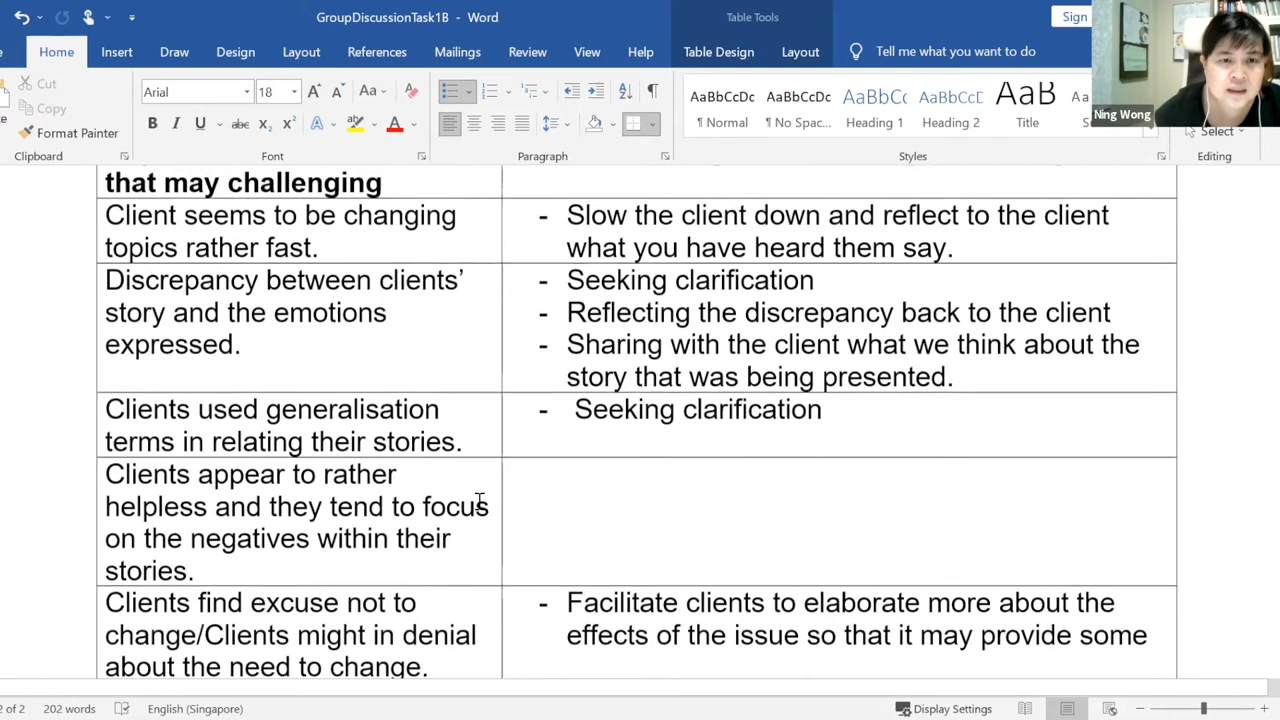 GroupDiscussionTask1B - Word
Table Tools
Sign
Home
Insert
Draw
Design
Layout
References
Mailings
Review
View
Help
Table Design
Layout
Tell me what you want to do
Cut
Copy
Format Painter
Clipboard
Arial
18
Font
Paragraph
AaBbCcDc
¶ Normal
AaBbCcDc
¶ No Spac...
AaBbCc
Heading 1
AaBbCcD
Heading 2
AaB
Title
Styles
Select
Editing
Ning Wong
that may challenging
Client seems to be changing
topics rather fast.
- Slow the client down and reflect to the client
what you have heard them say.
Discrepancy between clients’
story and the emotions
expressed.
- Seeking clarification
- Reflecting the discrepancy back to the client
- Sharing with the client what we think about the
story that was being presented.
Clients used generalisation
terms in relating their stories.
- Seeking clarification
Clients appear to rather
helpless and they tend to focus
on the negatives within their
stories.
Clients find excuse not to
change/Clients might in denial
about the need to change.
- Facilitate clients to elaborate more about the
effects of the issue so that it may provide some
2 of 2
202 words
English (Singapore)
Display Settings